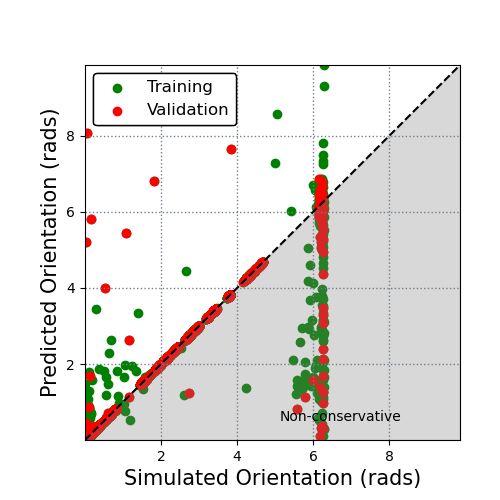 Training
Validation
Predicted Orientation (rads)
8
6
4
2
Non-conservative
2 4 6 8
Simulated Orientation (rads)